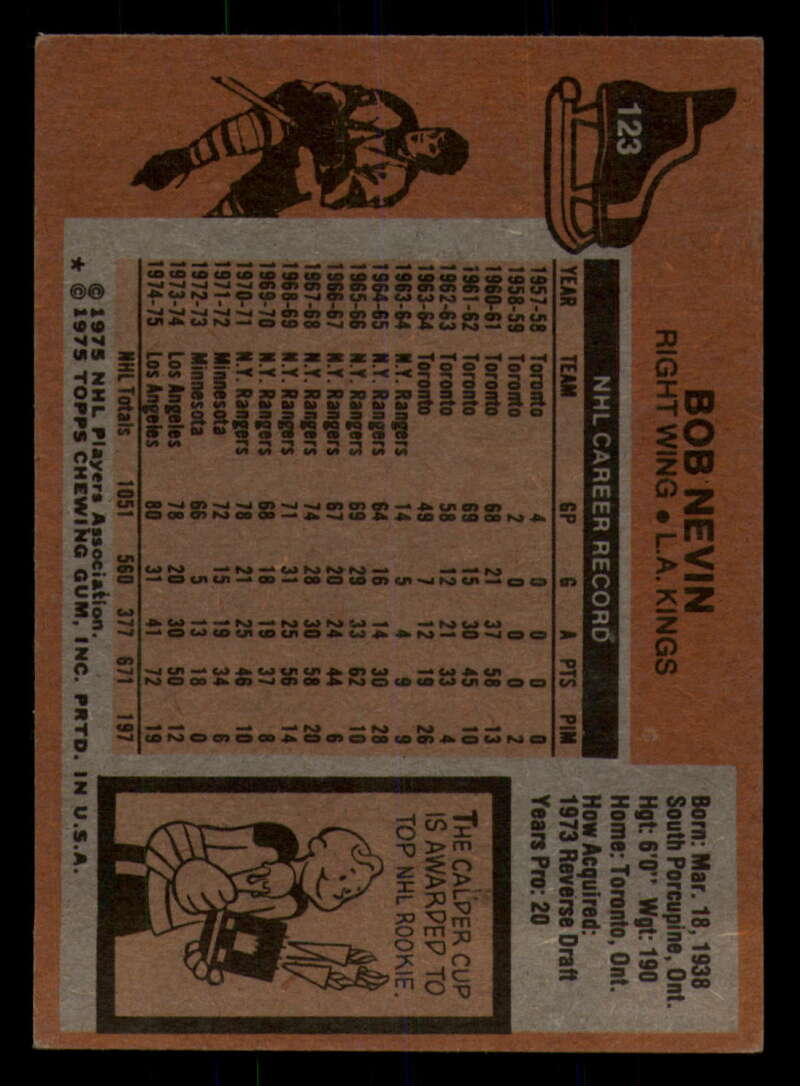 123
BOB NEVIN
RIGHT WING • L.A. KINGS
NHL CAREER RECORD
YEAR TEAM GP G A PTS PIM
1957-58 Toronto 4 0 0 0 0
1958-59 Toronto 2 0 0 0 2
1960-61 Toronto 68 21 37 58 13
1961-62 Toronto 69 15 30 45 10
1962-63 Toronto 58 12 21 33 4
1963-64 Toronto 49 7 12 19 26
1963-64 N.Y. Rangers 14 5 4 9 9
1964-65 N.Y. Rangers 64 16 14 30 28
1965-66 N.Y. Rangers 69 29 33 62 10
1966-67 N.Y. Rangers 67 20 24 44 6
1967-68 N.Y. Rangers 74 28 30 58 20
1968-69 N.Y. Rangers 71 31 25 56 14
1969-70 N.Y. Rangers 68 18 19 37 8
1970-71 N.Y. Rangers 78 21 25 46 10
1971-72 Minnesota 72 15 19 34 6
1972-73 Minnesota 66 5 13 18 0
1973-74 Los Angeles 78 20 30 50 12
1974-75 Los Angeles 80 31 41 72 19
NHL Totals 1051 560 377 671 197
© 1975 NHL Players Association.
* © 1975 TOPPS CHEWING GUM, INC. PRTD. IN U.S.A.
Born: Mar. 18, 1938
South Porcupine, Ont.
Hgt: 6'0" Wgt: 190
Home: Toronto, Ont.
How Acquired:
1973 Reverse Draft
Years Pro: 20
THE CALDER CUP
IS AWARDED TO
TOP NHL ROOKIE.